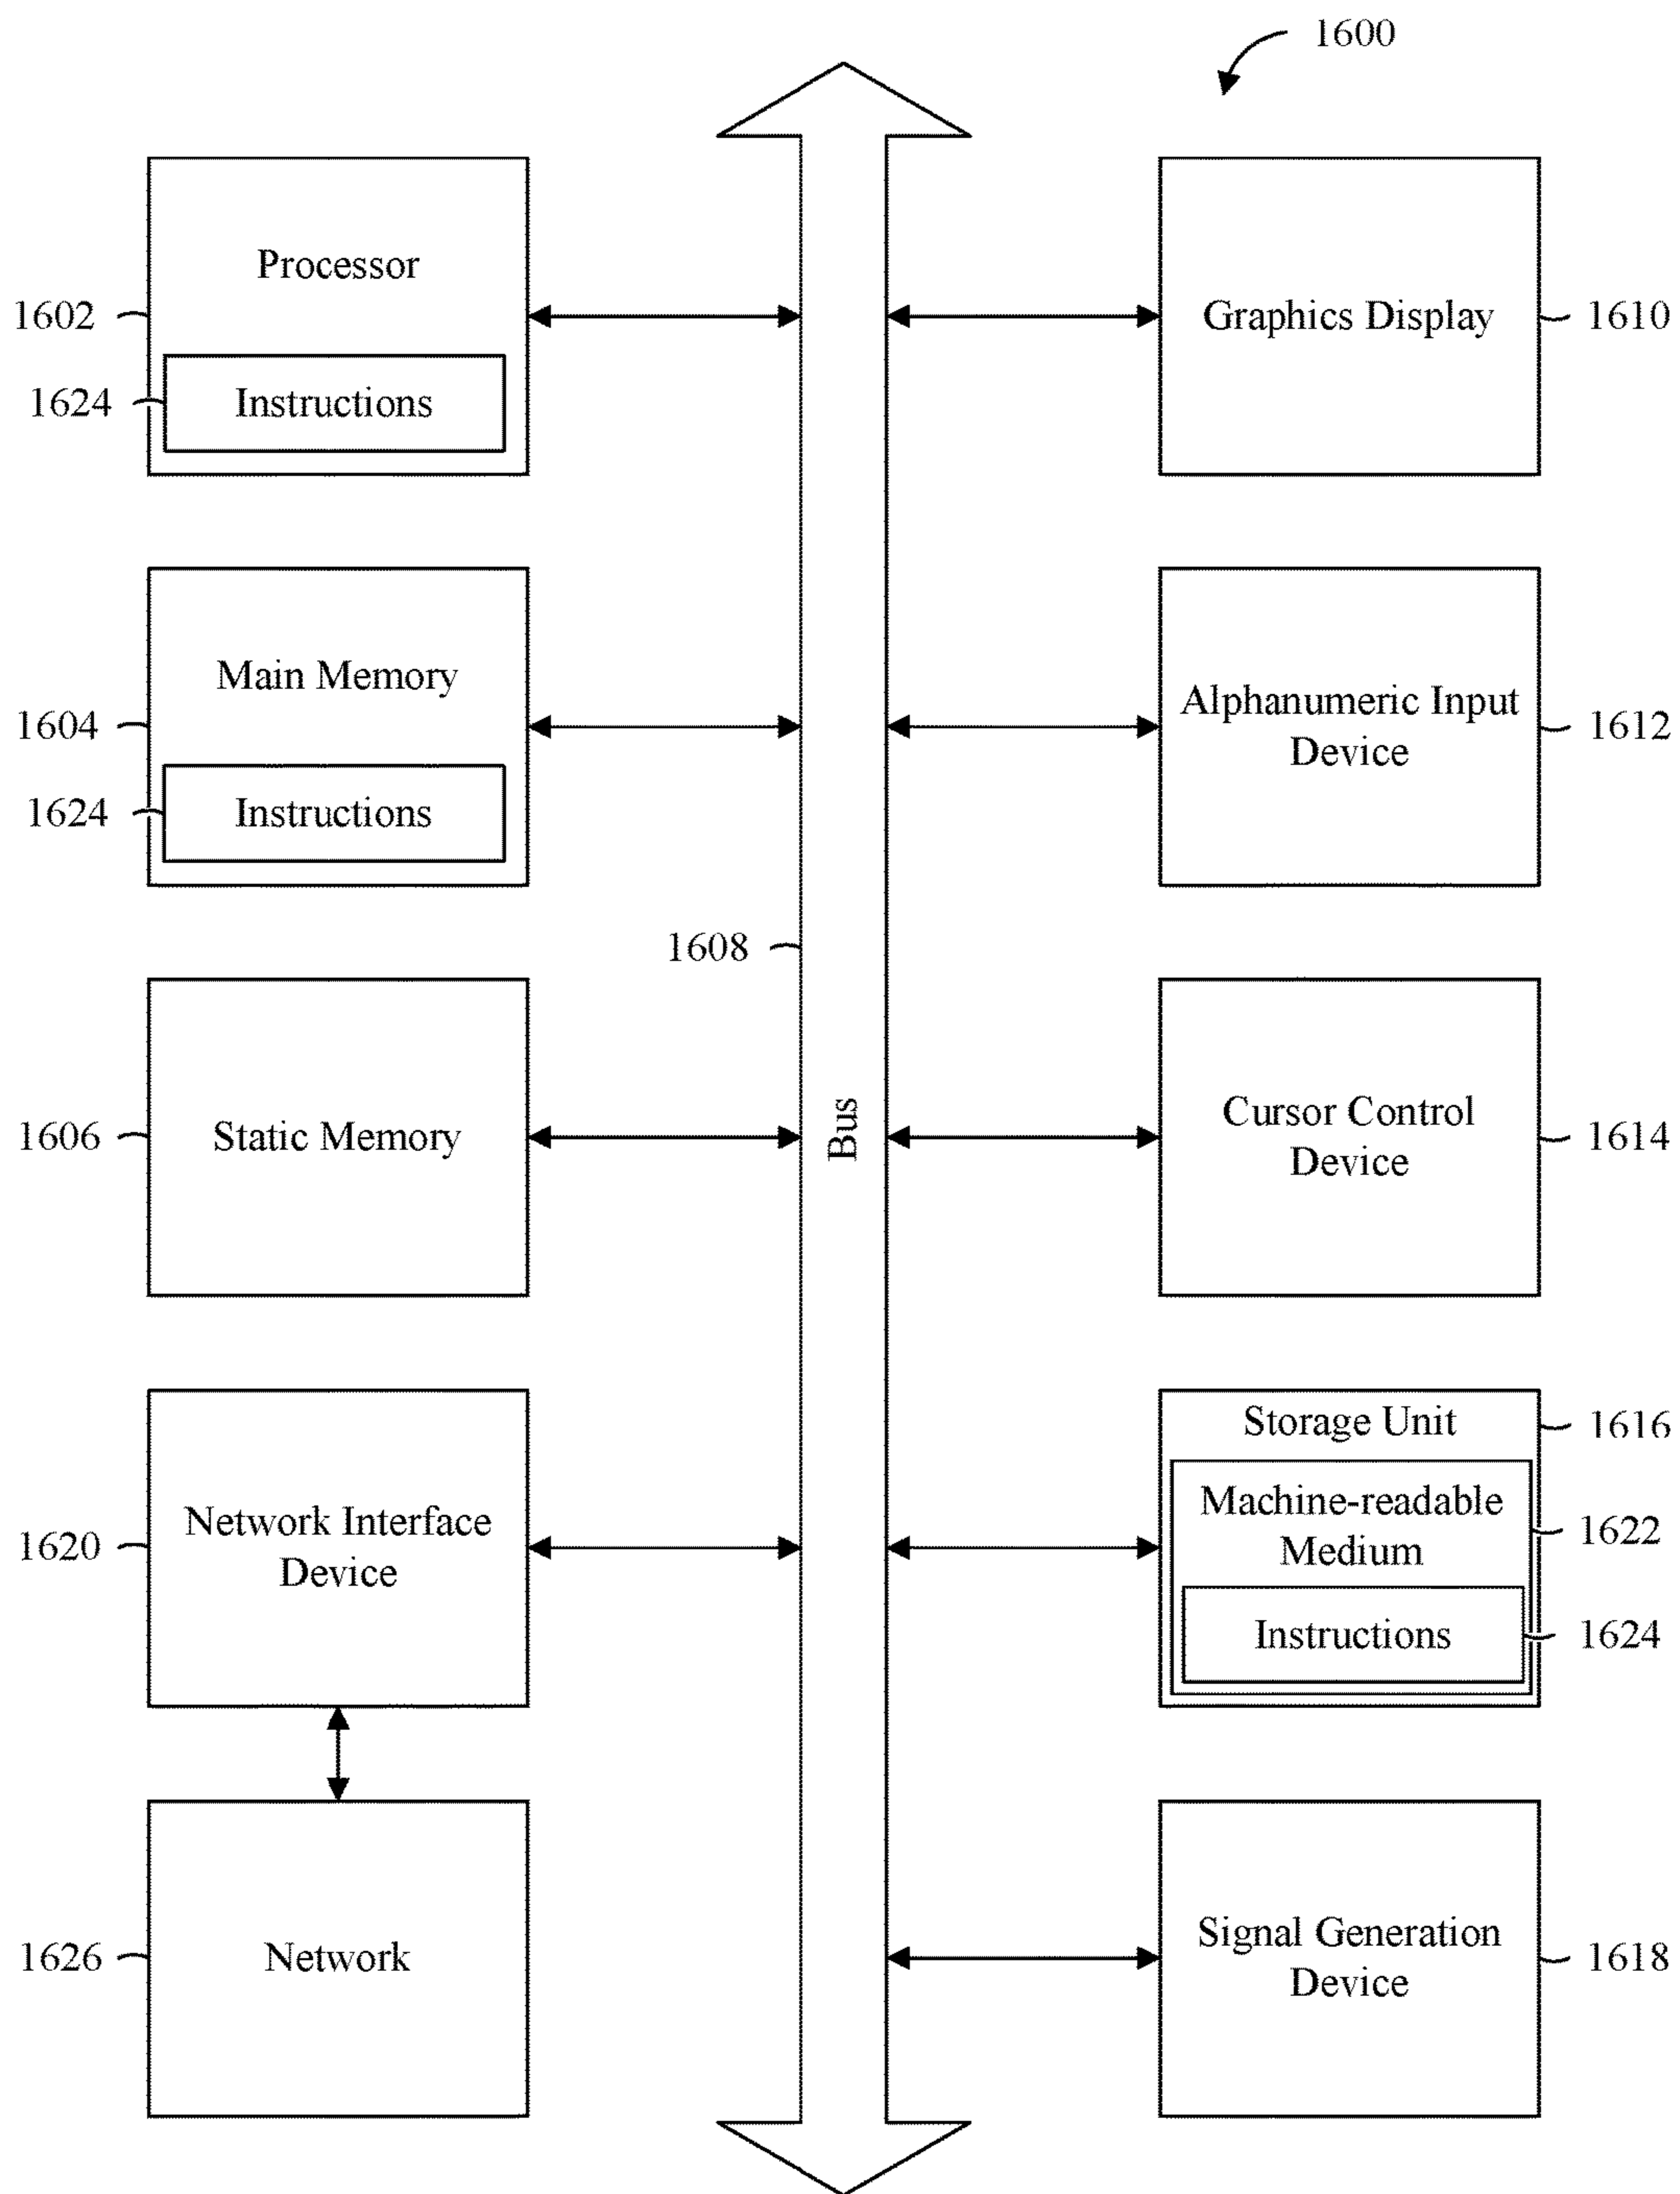 1600
Processor
1602
1624
Instructions
Main Memory
1604
1624
Instructions
1606
Static Memory
1620
Network Interface
Device
1626
Network
1608
Bus
Graphics Display
1610
Alphanumeric Input
Device
1612
Cursor Control
Device
1614
Storage Unit
1616
Machine-readable
Medium
1622
Instructions
1624
Signal Generation
Device
1618